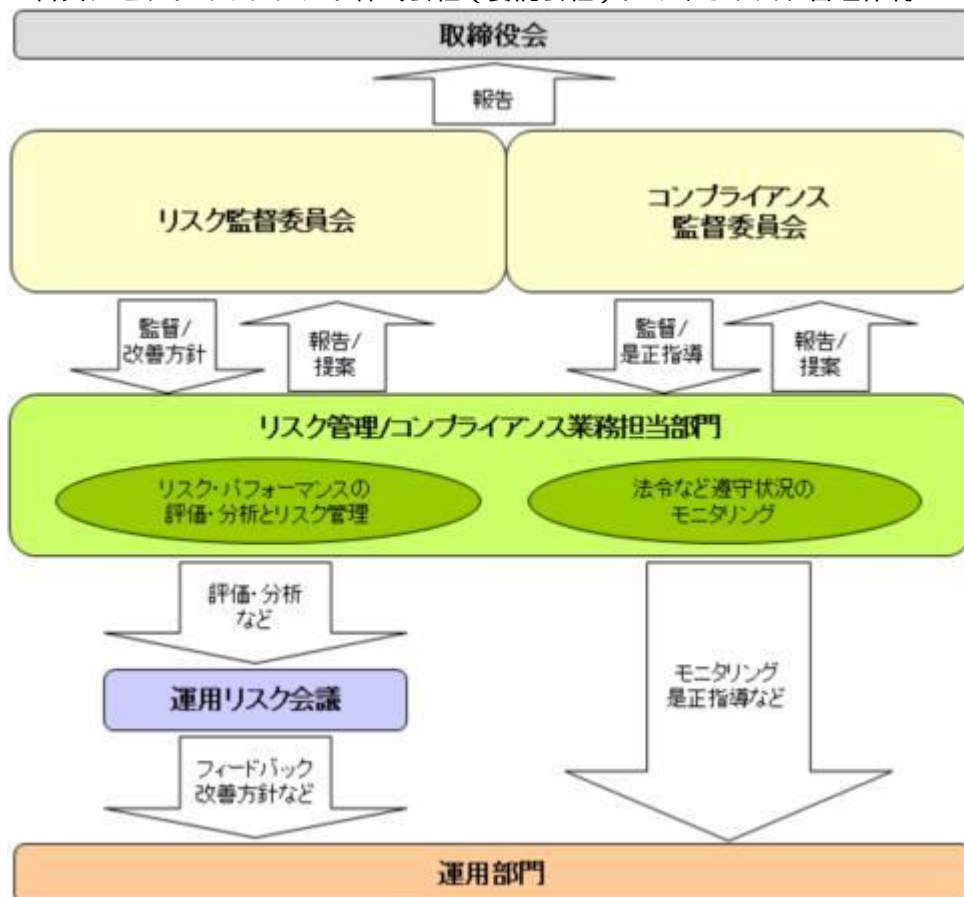 取締役会
報告
リスク監督委員会
コンプライアンス
監督委員会
監督/
改善方針
報告/
提案
監督/
是正指導
報告/
提案
リスク管理/コンプライアンス業務担当部門
リスク・パフォーマンスの
評価・分析とリスク管理
法令など遵守状況の
モニタリング
評価・分析
など
運用リスク会議
モニタリング
是正指導など
フィードバック
改善方針など
運用部門